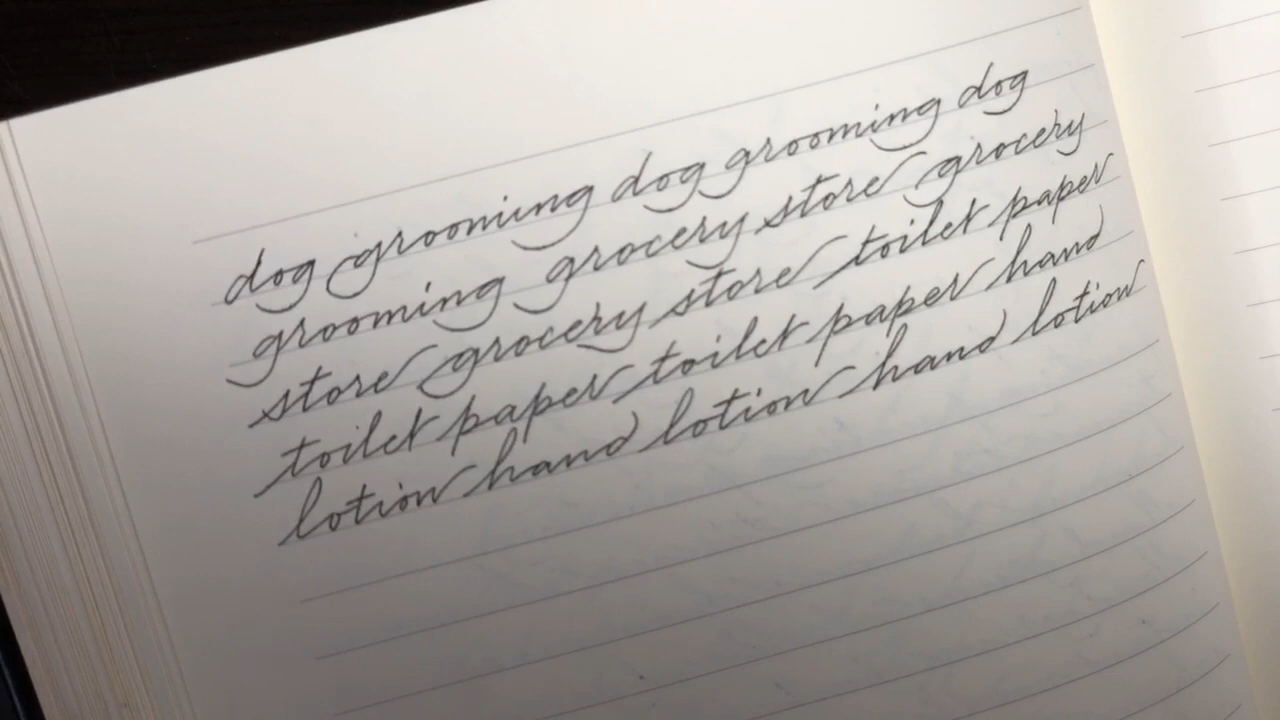 dog grooming dog grooming dog
grooming grocery store grocery
store grocery store toilet paper
toilet paper toilet paper hand
lotion hand lotion hand lotion